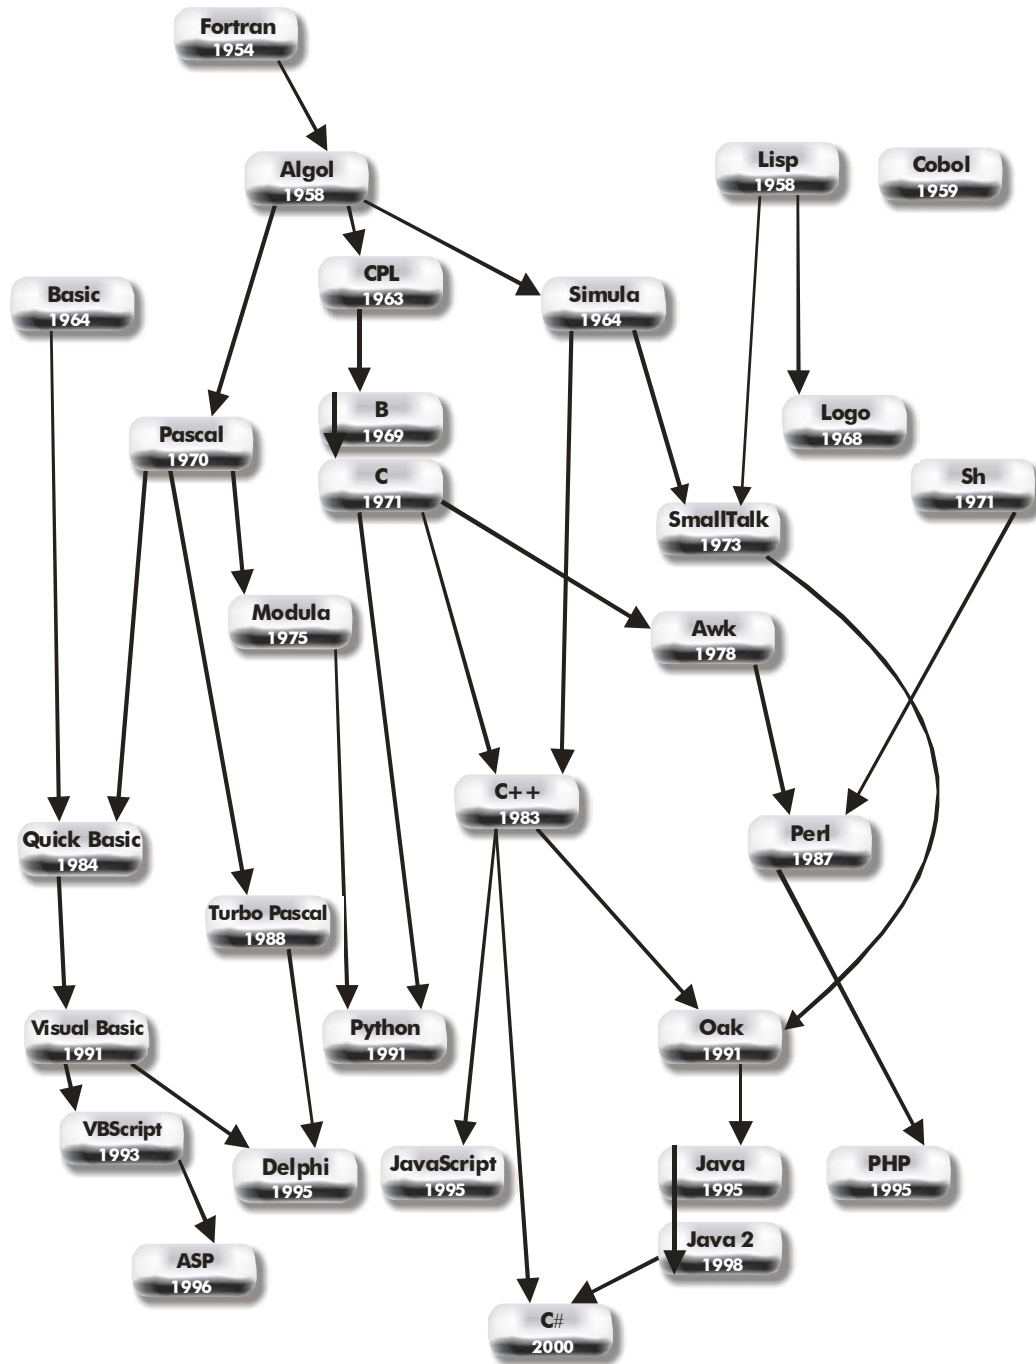 Fortran
1954
Algol
1958
Lisp
1958
Cobol
1959
CPL
1963
Basic
1964
Simula
1964
B
1969
Logo
1968
Pascal
1970
C
1971
Sh
1971
SmallTalk
1973
Modula
1975
Awk
1978
C++
1983
Quick Basic
1984
Perl
1987
Turbo Pascal
1988
Visual Basic
1991
Python
1991
Oak
1991
VBScript
1993
Delphi
1995
JavaScript
1995
Java
1995
PHP
1995
Java 2
1998
ASP
1996
C#
2000